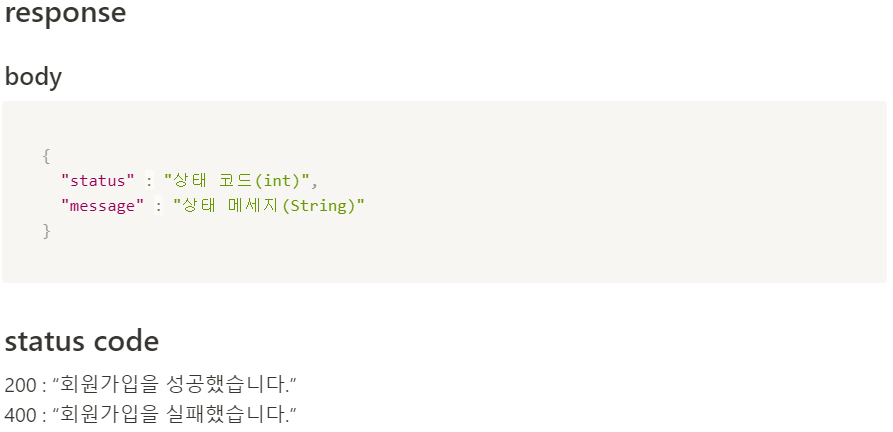 response
body
{
"status" : "상태 코드(int)",
"message" : "상태 메세지(String)"
}
status code
200 : “회원가입을 성공했습니다.”
400 : “회원가입을 실패했습니다.”